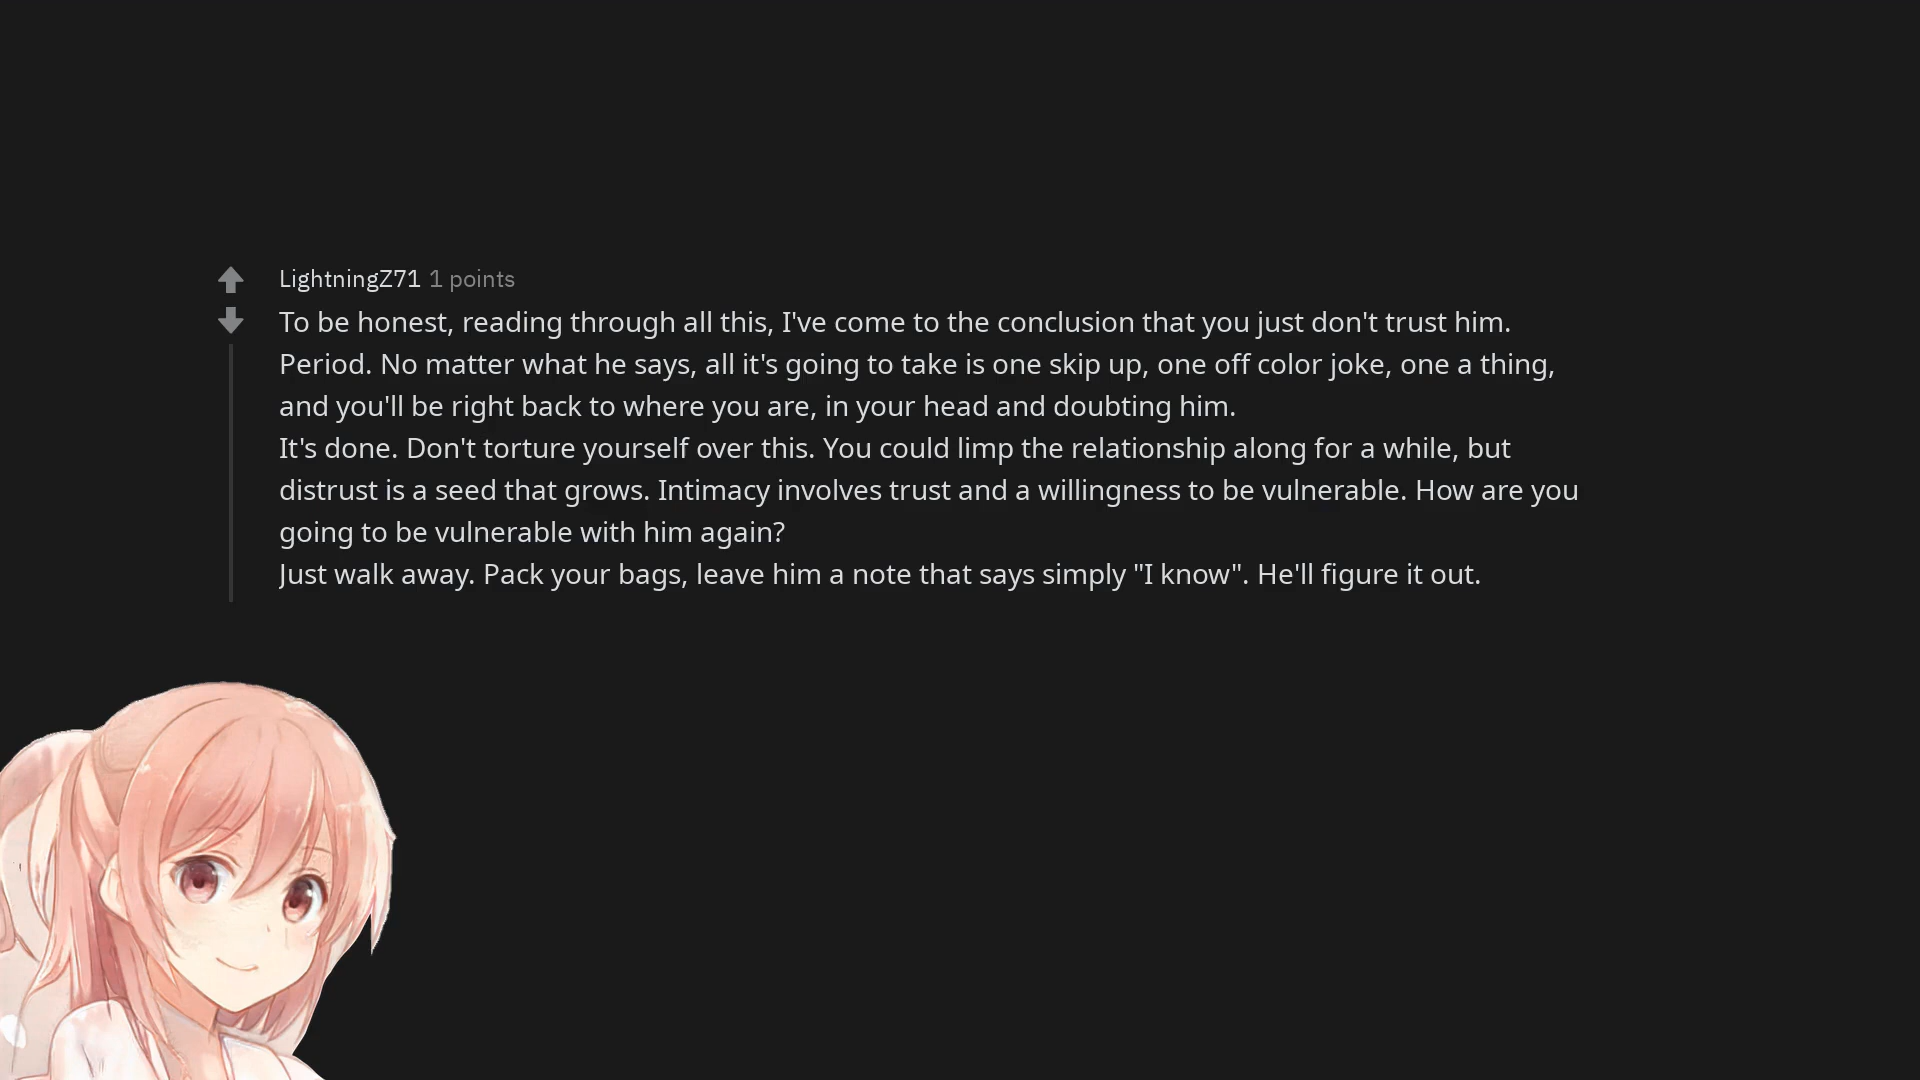 LightningZ71 1 points
To be honest, reading through all this, I've come to the conclusion that you just don't trust him.
Period. No matter what he says, all it's going to take is one skip up, one off color joke, one a thing,
and you'll be right back to where you are, in your head and doubting him.
It's done. Don't torture yourself over this. You could limp the relationship along for a while, but
distrust is a seed that grows. Intimacy involves trust and a willingness to be vulnerable. How are you
going to be vulnerable with him again?
Just walk away. Pack your bags, leave him a note that says simply "I know". He'll figure it out.